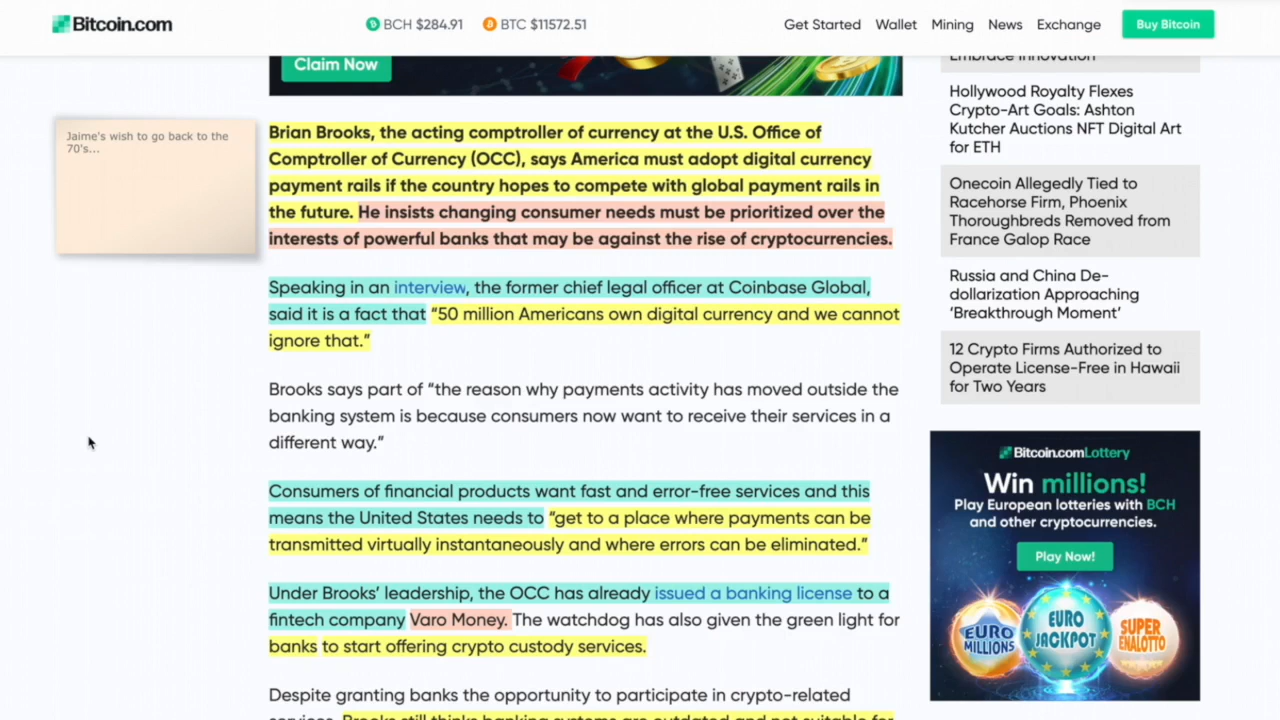 Bitcoin.com
BCH $284.91
BTC $11572.51
Get Started
Wallet
Mining
News
Exchange
Buy Bitcoin
Claim Now
Jaime's wish to go back to the
70's...
Brian Brooks, the acting comptroller of currency at the U.S. Office of
Comptroller of Currency (OCC), says America must adopt digital currency
payment rails if the country hopes to compete with global payment rails in
the future. He insists changing consumer needs must be prioritized over the
interests of powerful banks that may be against the rise of cryptocurrencies.
Speaking in an interview, the former chief legal officer at Coinbase Global,
said it is a fact that “50 million Americans own digital currency and we cannot
ignore that.”
Brooks says part of “the reason why payments activity has moved outside the
banking system is because consumers now want to receive their services in a
different way.”
Consumers of financial products want fast and error-free services and this
means the United States needs to “get to a place where payments can be
transmitted virtually instantaneously and where errors can be eliminated.”
Under Brooks’ leadership, the OCC has already issued a banking license to a
fintech company Varo Money. The watchdog has also given the green light for
banks to start offering crypto custody services.
Despite granting banks the opportunity to participate in crypto-related
services, Brooks still thinks banking systems are outdated and not suitable for
Embrace Innovation
Hollywood Royalty Flexes
Crypto-Art Goals: Ashton
Kutcher Auctions NFT Digital Art
for ETH
Onecoin Allegedly Tied to
Racehorse Firm, Phoenix
Thoroughbreds Removed from
France Galop Race
Russia and China De-
dollarization Approaching
‘Breakthrough Moment’
12 Crypto Firms Authorized to
Operate License-Free in Hawaii
for Two Years
Bitcoin.comLottery
Win millions!
Play European lotteries with BCH
and other cryptocurrencies.
Play Now!
EURO
MILLIONS
EURO
JACKPOT
SUPER
ENALOTTO